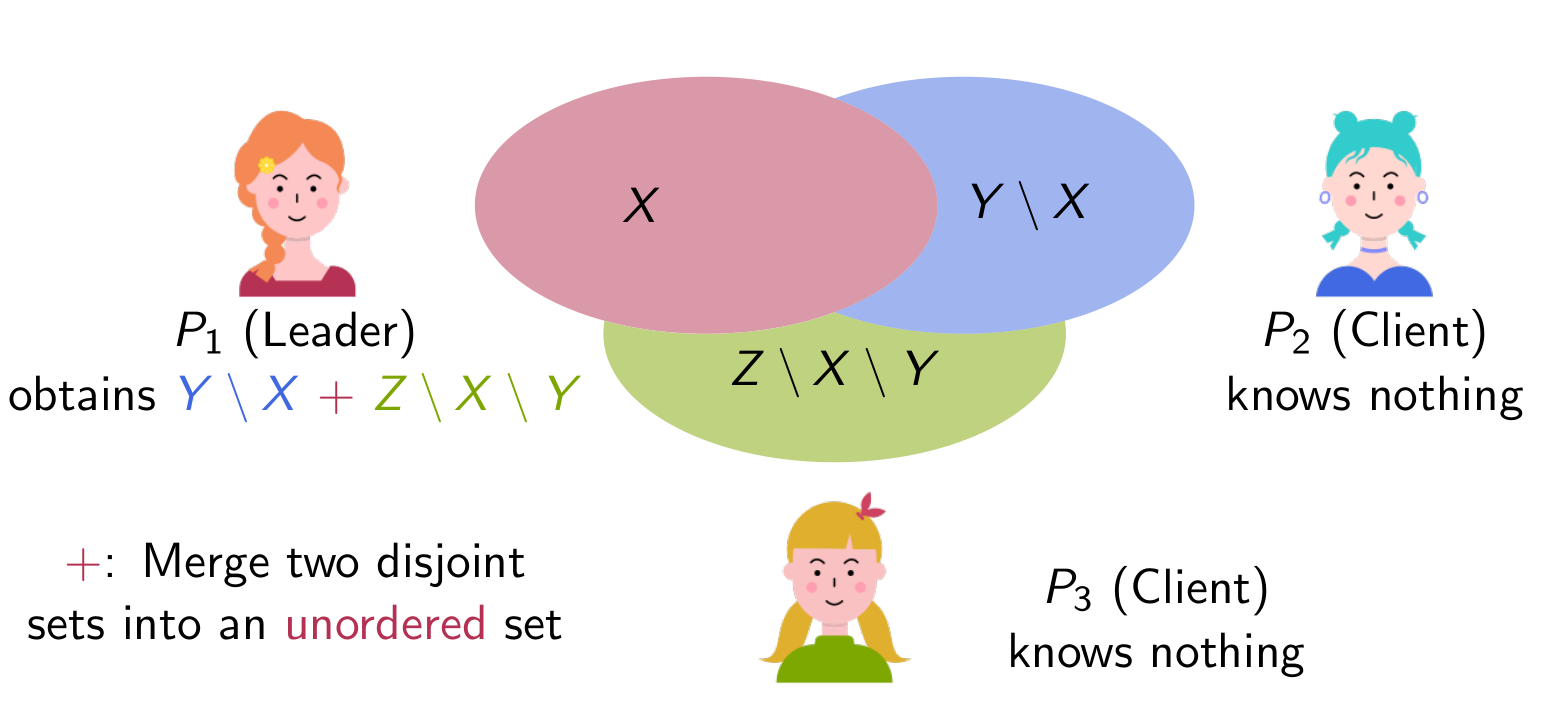 X
Y \ X
Z \ X \ Y
P₁ (Leader)
obtains Y \ X + Z \ X \ Y
P₂ (Client)
knows nothing
+: Merge two disjoint
sets into an unordered set
P₃ (Client)
knows nothing